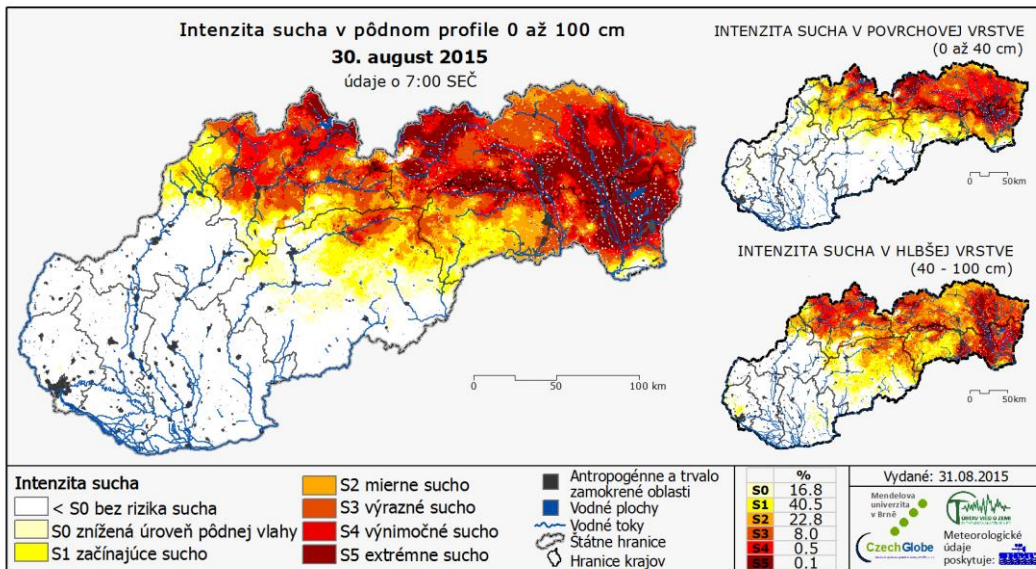 Intenzita sucha v pôdnom profile 0 až 100 cm
30. august 2015
údaje o 7:00 SEČ
INTENZITA SUCHA V POVRCHOVEJ VRSTVE
(0 až 40 cm)
0 50km
INTENZITA SUCHA V HLBŠEJ VRSTVE
(40 - 100 cm)
0 50km
0 50 100 km
Intenzita sucha
< S0 bez rizika sucha
S0 znížená úroveň pôdnej vlahy
S1 začínajúce sucho
S2 mierne sucho
S3 výrazné sucho
S4 výnimočné sucho
S5 extrémne sucho
Antropogénne a trvalo
zamokrené oblasti
Vodné plochy
Vodné toky
Štátne hranice
Hranice krajov
%
S0 16.8
S1 40.5
S2 22.8
S3 8.0
S4 0.5
S5 0.1
Vydané: 31.08.2015
Mendelova
univerzita
v Brně
CzechGlobe
Meteorologické
údaje
poskytuje: